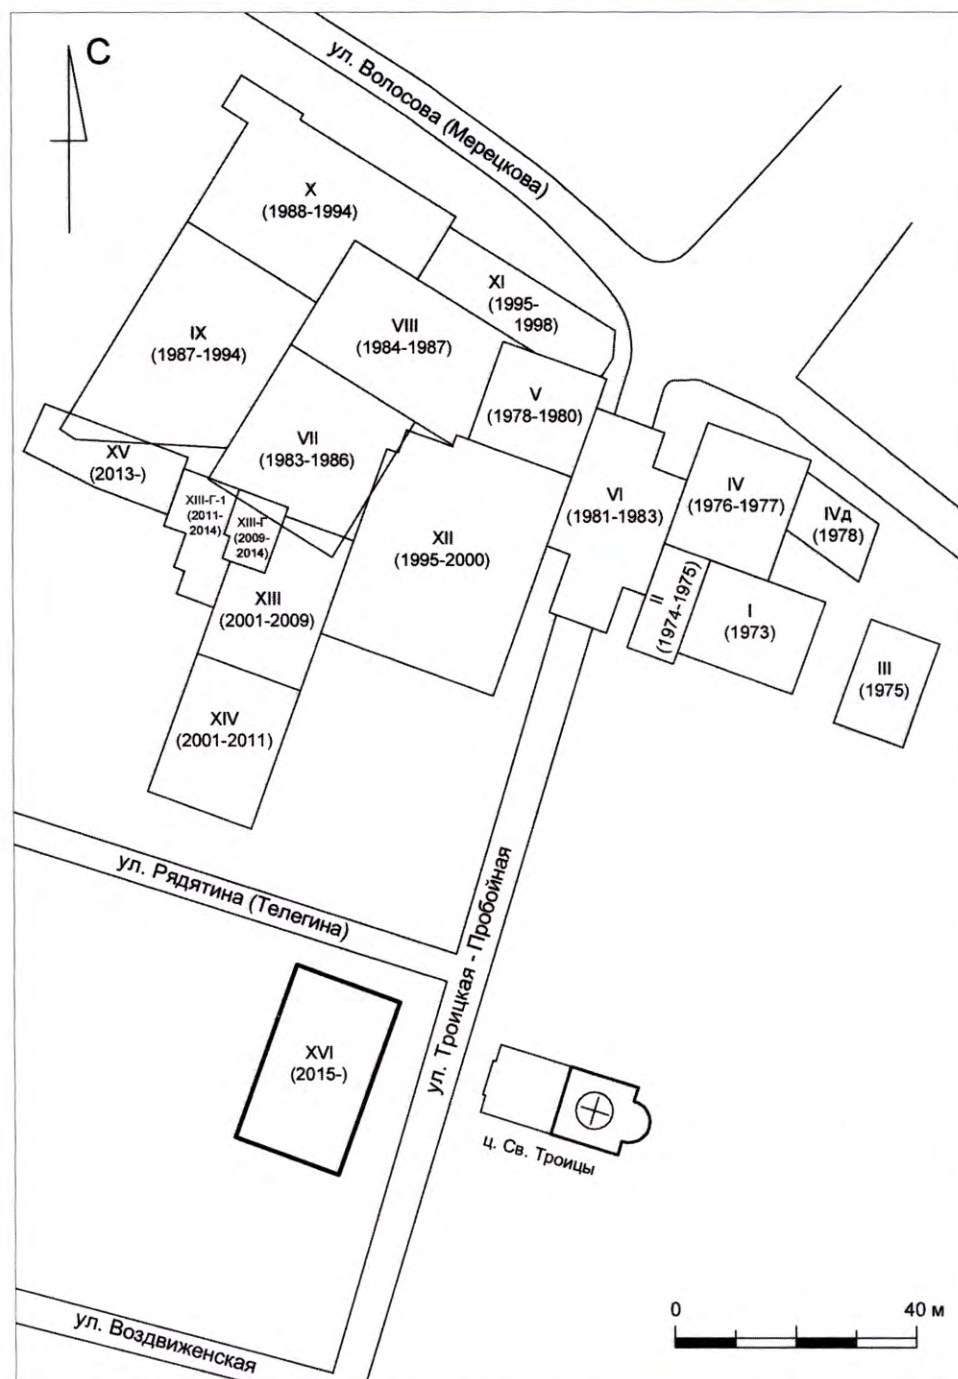 С
ул. Волосова (Мерецкова)
X
(1988-1994)
XI
(1995-
1998)
VIII
(1984-1987)
IX
(1987-1994)
V
(1978-1980)
VII
(1983-1986)
XV
(2013-)
XIII-Г-1
(2011-
2014)
XIII-Г
(2009-
2014)
XII
(1995-2000)
VI
(1981-1983)
IV
(1976-1977)
IVд
(1978)
II
(1974-1975)
I
(1973)
III
(1975)
XIII
(2001-2009)
XIV
(2001-2011)
ул. Рядятина (Телегина)
ул. Троицкая - Пробойная
XVI
(2015-)
ц. Св. Троицы
0 40 м
ул. Воздвиженская